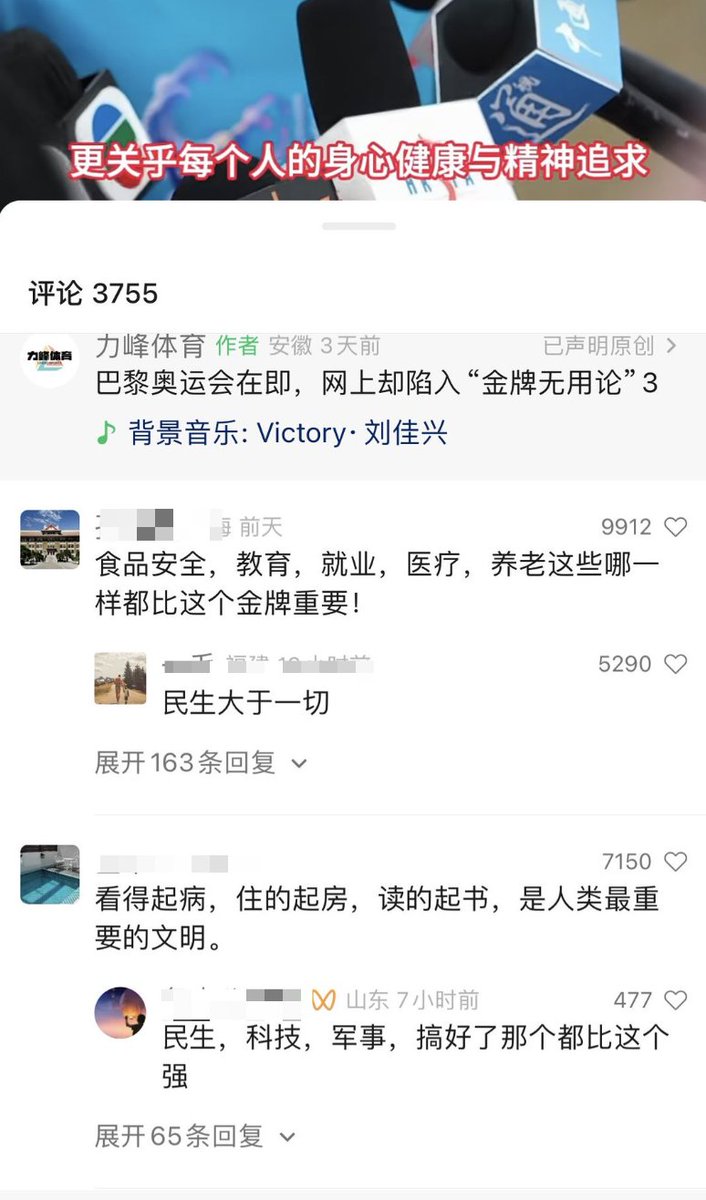 更关乎每个人的身心健康与精神追求
评论 3755
力峰体育 作者 安徽 3天前 已声明原创
力峰体育
巴黎奥运会在即，网上却陷入“金牌无用论”3
背景音乐: Victory· 刘佳兴
前天 9912
食品安全，教育，就业，医疗，养老这些哪一
样都比这个金牌重要！
5290
民生大于一切
展开163条回复
7150
看得起病，住的起房，读的起书，是人类最重
要的文明。
山东 7小时前 477
民生，科技，军事，搞好了那个都比这个
强
展开65条回复